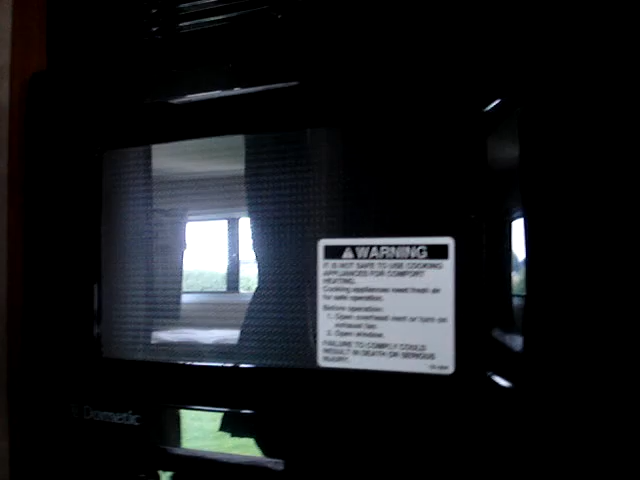 WARNING
IT IS NOT SAFE TO USE COOKING
APPLIANCES FOR COMFORT
HEATING.
Cooking appliances need fresh air
for safe operation.
Before operation:
1. Open overhead vent or turn on
exhaust fan.
2. Open window.
FAILURE TO COMPLY COULD
RESULT IN DEATH OR SERIOUS
INJURY.
Dometic